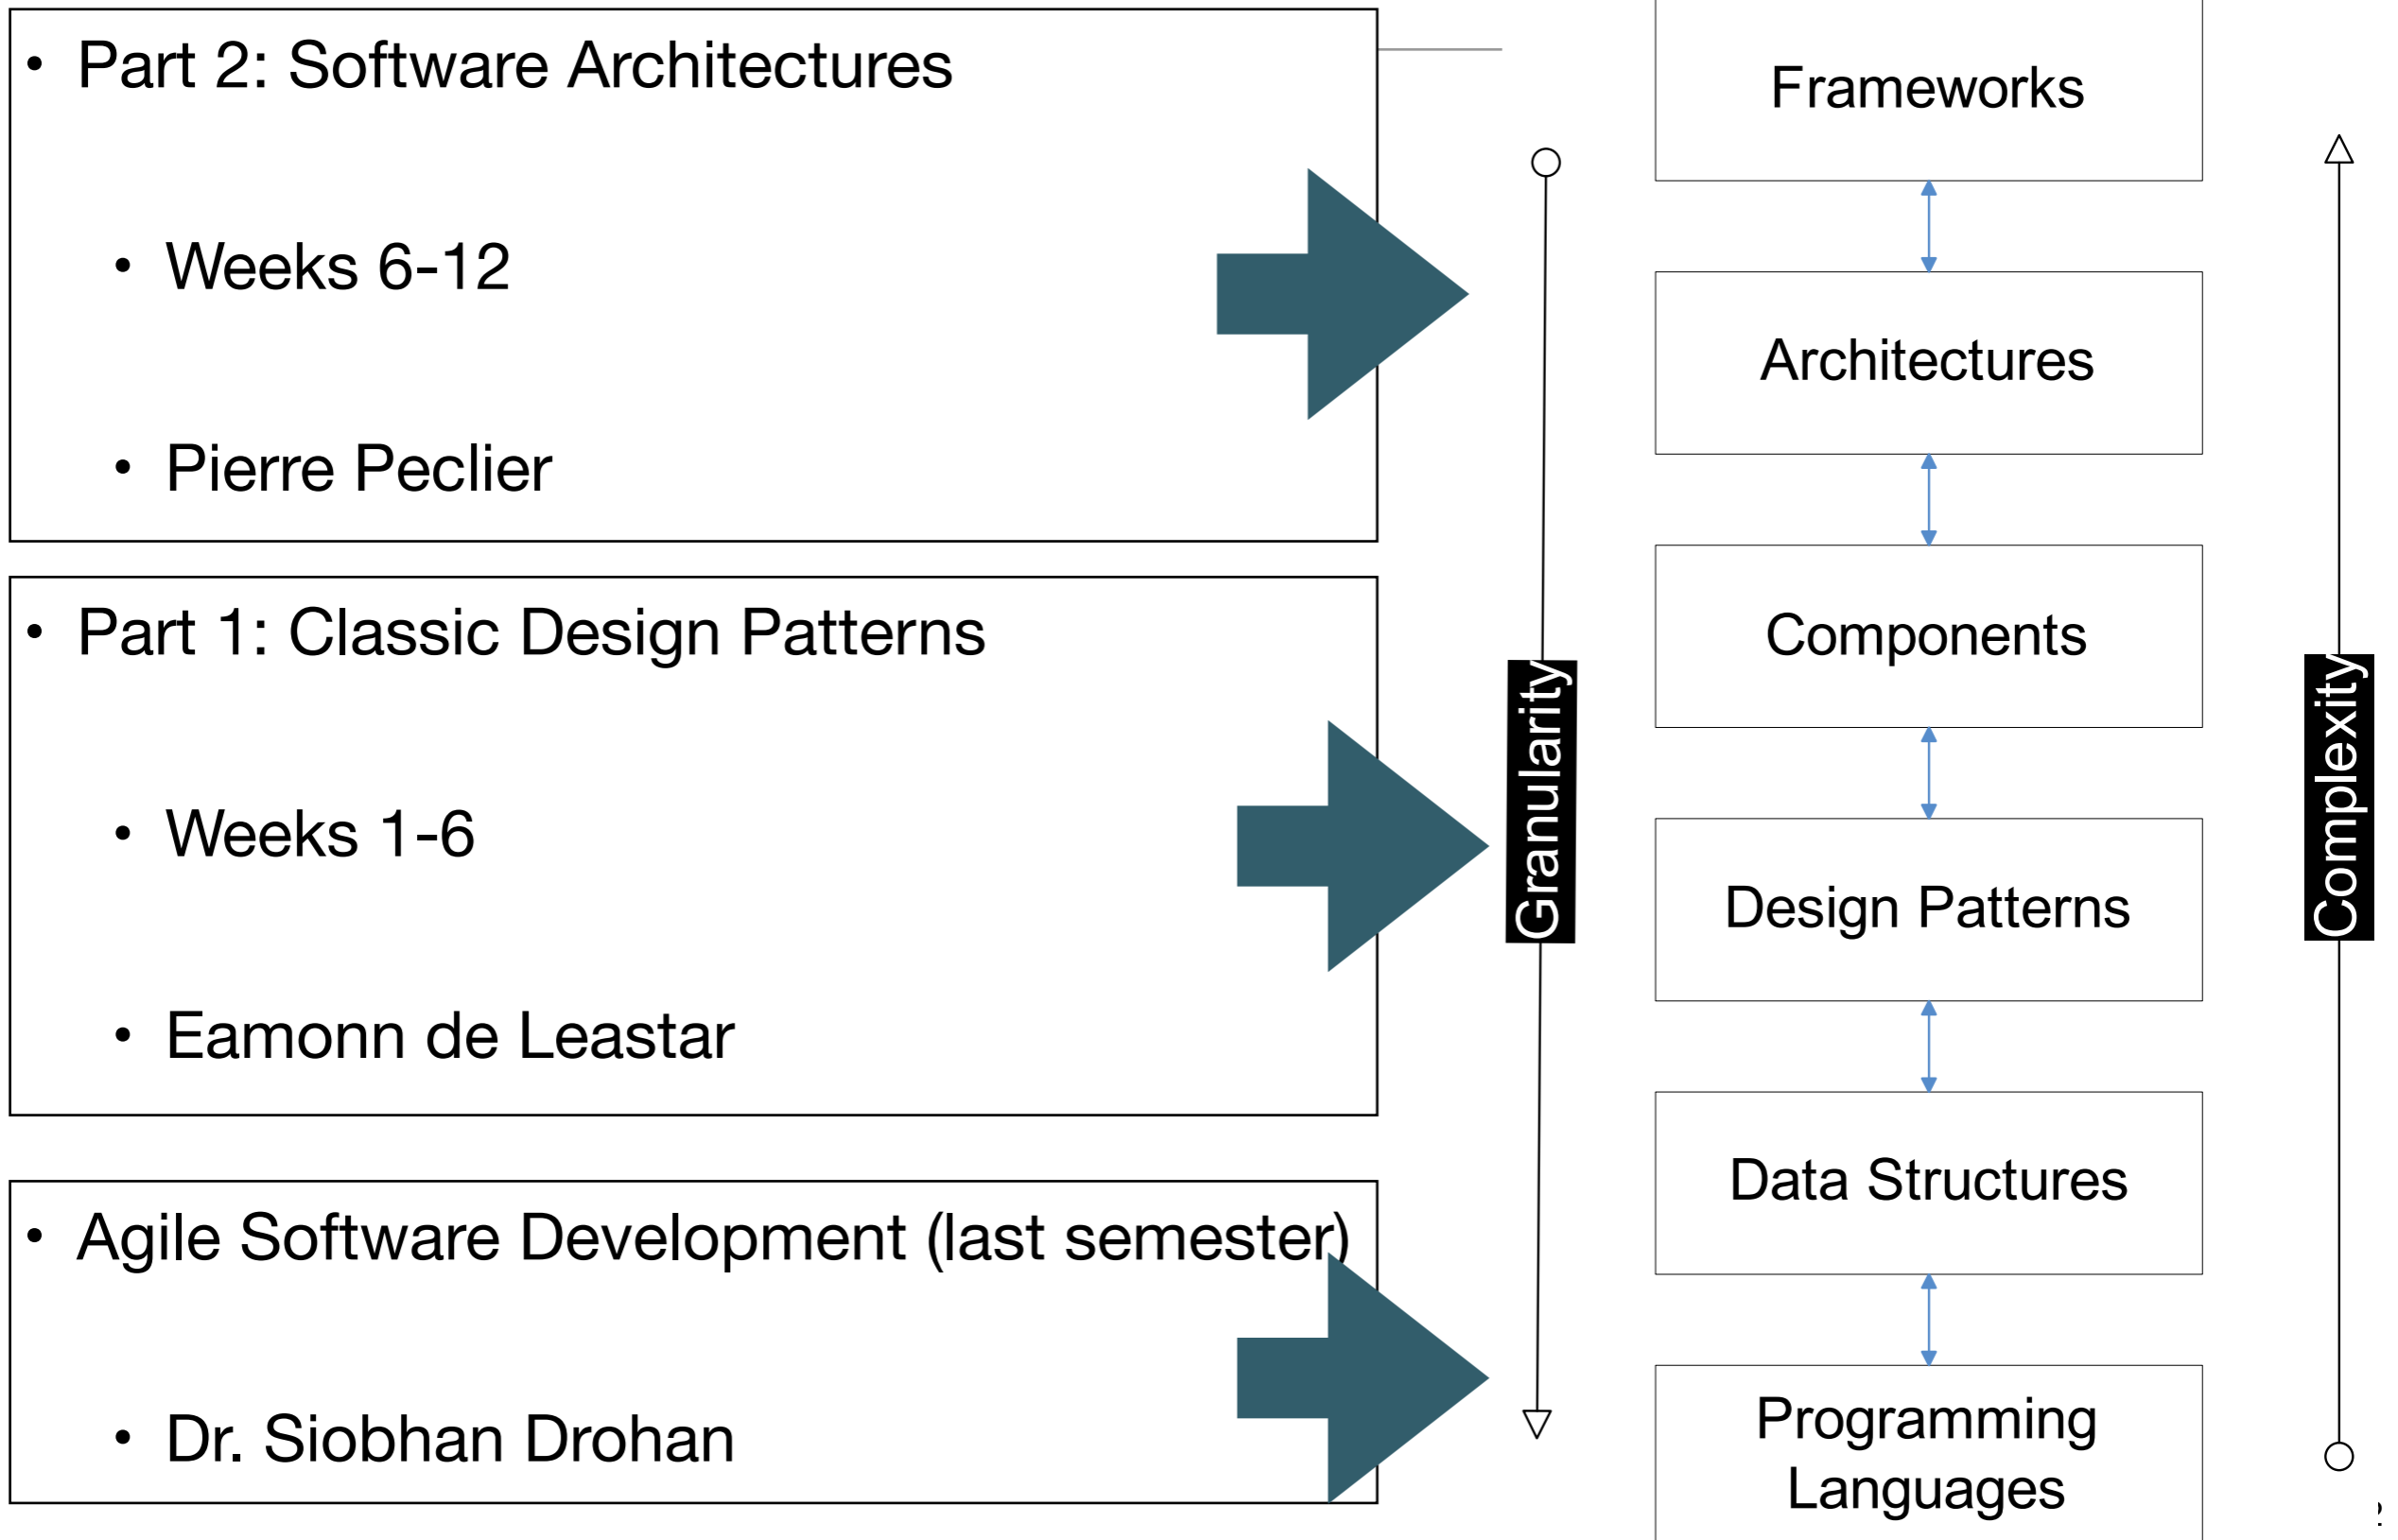 • Part 2: Software Architectures
• Weeks 6-12
• Pierre Peclier
• Part 1: Classic Design Patterns
• Weeks 1-6
• Eamonn de Leastar
• Agile Software Development (last semester)
• Dr. Siobhan Drohan
Granularity
Frameworks
Architectures
Components
Design Patterns
Data Structures
Programming
Languages
Complexity